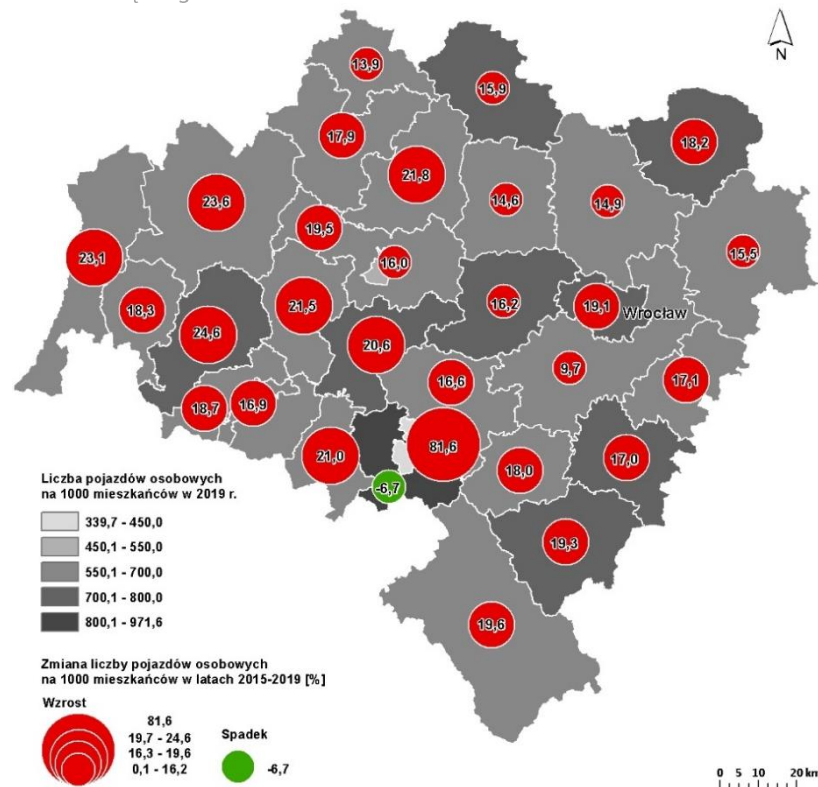 N
13,9
15,9
17,9
18,2
21,8
23,6
14,6
14,9
19,5
15,5
23,1
16,0
18,3
21,5
16,2
19,1
Wrocław
24,6
20,6
9,7
16,6
17,1
18,7
16,9
81,6
21,0
18,0
17,0
-6,7
19,3
19,6
Liczba pojazdów osobowych
na 1000 mieszkańców w 2019 r.
339,7 - 450,0
450,1 - 550,0
550,1 - 700,0
700,1 - 800,0
800,1 - 971,6
Zmiana liczby pojazdów osobowych
na 1000 mieszkańców w latach 2015-2019 [%]
Wzrost
81,6
19,7 - 24,6
16,3 - 19,6
0,1 - 16,2
Spadek
-6,7
0 5 10 20 km